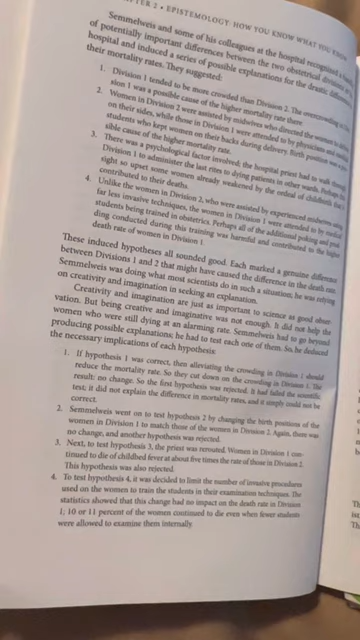 TER 2 • EPISTEMOLOGY: HOW YOU KNOW WHAT YOU KNOW
Semmelweis and some of his colleagues at the hospital recognized a
of potentially important differences between the two obstetrical divisions
hospital and induced a series of possible explanations for the drastic difference
their mortality rates. They suggested:
1. Division 1 tended to be more crowded than Division 2. The overcrowding in
sion 1 was a possible cause of the higher mortality rate there.
2. Women in Division 2 were assisted by midwives who directed the women to
on their sides, while those in Division 1 were attended to by physicians and
students who kept women on their backs during delivery. Birth position was a
sible cause of the higher mortality rate.
3. There was a psychological factor involved; the hospital priest had to walk through
Division 1 to administer the last rites to dying patients in other wards.
sight so upset some women already weakened by the ordeal of childbirth that it
contributed to their deaths.
4. Unlike the women in Division 2, who were assisted by experienced midwives using
far less invasive techniques, the women in Division 1 were attended to by medical
students being trained in obstetrics. Perhaps all of the additional poking and prod
ding conducted during this training was harmful and contributed to the higher
death rate of women in Division 1.
These induced hypotheses all sounded good. Each marked a genuine difference
between Divisions 1 and 2 that might have caused the difference in the death rate.
Semmelweis was doing what most scientists do in such a situation; he was relying
on creativity and imagination in seeking an explanation.
Creativity and imagination are just as important to science as good obser-
vation. But being creative and imaginative was not enough. It did not help the
women who were still dying at an alarming rate. Semmelweis had to go beyond
producing possible explanations; he had to test each one of them. So, he deduced
the necessary implications of each hypothesis:
1. If hypothesis 1 was correct, then alleviating the crowding in Division 1 should
reduce the mortality rate. So they cut down on the crowding in Division 1. The
result: no change. So the first hypothesis was rejected. It had failed the scientific
test; it did not explain the difference in mortality rates, and it simply could not be
correct.
2. Semmelweis went on to test hypothesis 2 by changing the birth positions of the
women in Division 1 to match those of the women in Division 2. Again, there was
no change, and another hypothesis was rejected.
3. Next, to test hypothesis 3, the priest was rerouted. Women in Division 1 con-
tinued to die of childbed fever at about five times the rate of those in Division 2.
This hypothesis was also rejected.
4. To test hypothesis 4, it was decided to limit the number of invasive procedures
used on the women to train the students in their examination techniques. The
statistics showed that this change had no impact on the death rate in Division
1; 10 or 11 percent of the women continued to die even when fewer students
were allowed to examine them internally.